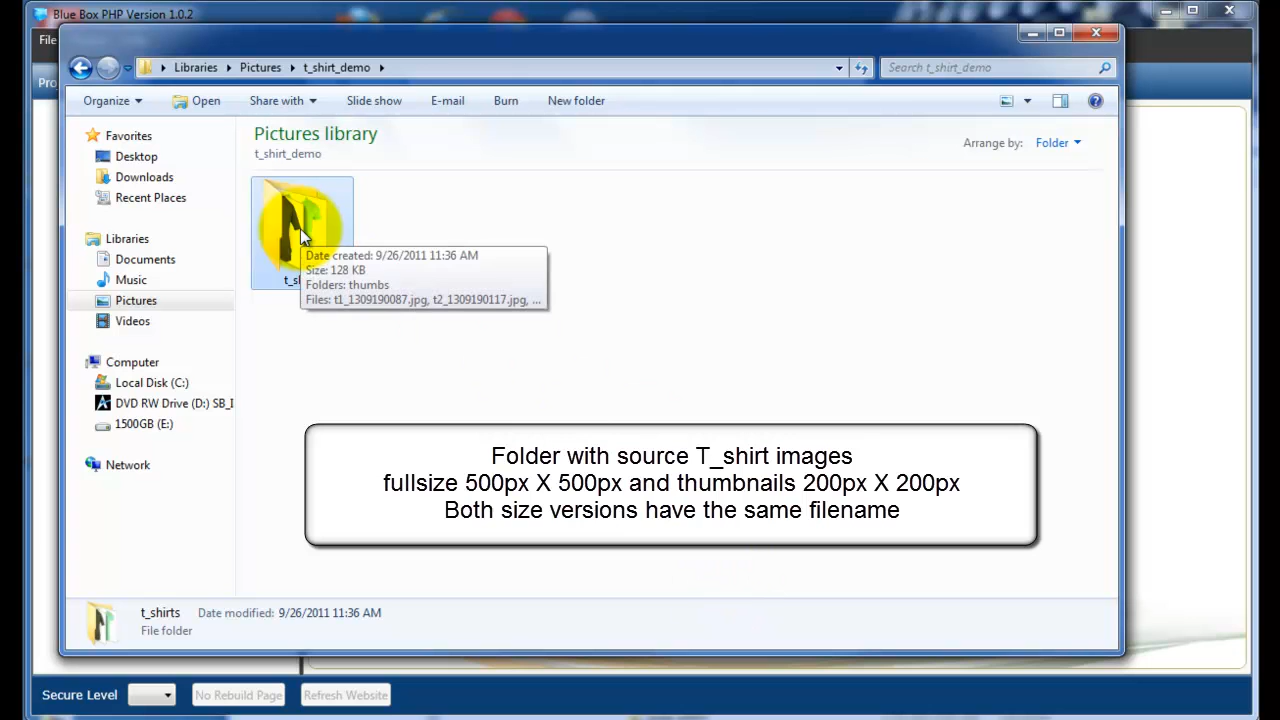 Blue Box PHP Version 1.0.2
File
Pro
Libraries Pictures t_shirt_demo
Search t_shirt_demo
Organize Open Share with Slide show E-mail Burn New folder
Favorites
Desktop
Downloads
Recent Places
Libraries
Documents
Music
Pictures
Videos
Computer
Local Disk (C:)
DVD RW Drive (D:) SB_I
1500GB (E:)
Network
Pictures library
t_shirt_demo
Arrange by: Folder
t_sl
Date created: 9/26/2011 11:36 AM
Size: 128 KB
Folders: thumbs
Files: t1_1309190087.jpg, t2_1309190117.jpg, ...
Folder with source T_shirt images
fullsize 500px X 500px and thumbnails 200px X 200px
Both size versions have the same filename
t_shirts Date modified: 9/26/2011 11:36 AM
File folder
Secure Level No Rebuild Page Refresh Website